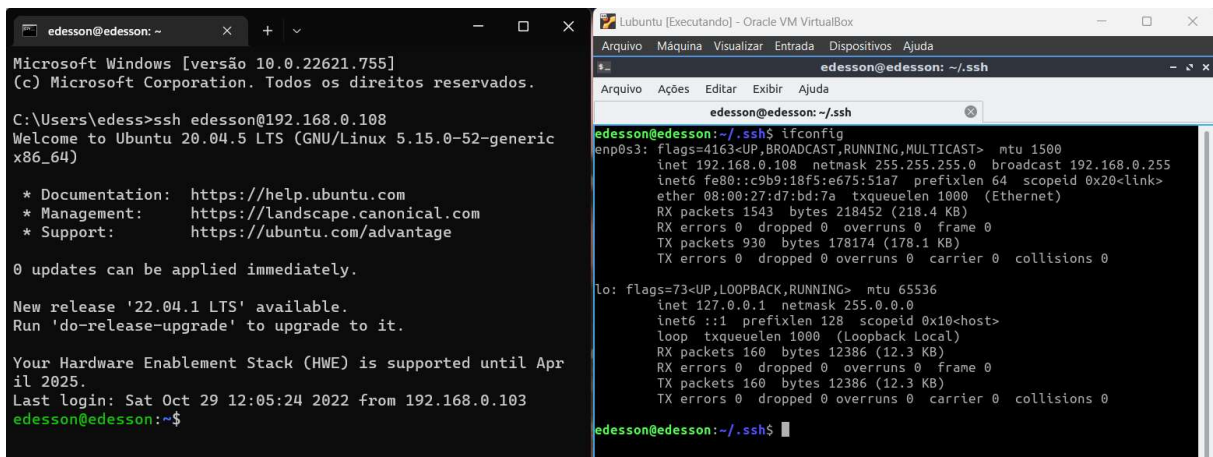 edesson@edesson: ~
Microsoft Windows [versão 10.0.22621.755]
(c) Microsoft Corporation. Todos os direitos reservados.
C:\Users\edess>ssh edesson@192.168.0.108
Welcome to Ubuntu 20.04.5 LTS (GNU/Linux 5.15.0-52-generic
x86_64)
* Documentation:  https://help.ubuntu.com
* Management:     https://landscape.canonical.com
* Support:        https://ubuntu.com/advantage
0 updates can be applied immediately.
New release '22.04.1 LTS' available.
Run 'do-release-upgrade' to upgrade to it.
Your Hardware Enablement Stack (HWE) is supported until Apr
il 2025.
Last login: Sat Oct 29 12:05:24 2022 from 192.168.0.103
edesson@edesson:~$
Lubuntu [Executando] - Oracle VM VirtualBox
Arquivo Máquina Visualizar Entrada Dispositivos Ajuda
edesson@edesson: ~/.ssh
Arquivo Ações Editar Exibir Ajuda
edesson@edesson: ~/.ssh
edesson@edesson:~/.ssh$ ifconfig
enp0s3: flags=4163<UP,BROADCAST,RUNNING,MULTICAST>  mtu 1500
inet 192.168.0.108  netmask 255.255.255.0  broadcast 192.168.0.255
inet6 fe80::c9b9:18f5:e675:51a7  prefixlen 64  scopeid 0x20<link>
ether 08:00:27:d7:bd:7a  txqueuelen 1000  (Ethernet)
RX packets 1543  bytes 218452 (218.4 KB)
RX errors 0  dropped 0  overruns 0  frame 0
TX packets 930  bytes 178174 (178.1 KB)
TX errors 0  dropped 0 overruns 0  carrier 0  collisions 0
lo: flags=73<UP,LOOPBACK,RUNNING>  mtu 65536
inet 127.0.0.1  netmask 255.0.0.0
inet6 ::1  prefixlen 128  scopeid 0x10<host>
loop  txqueuelen 1000  (Loopback Local)
RX packets 160  bytes 12386 (12.3 KB)
RX errors 0  dropped 0  overruns 0  frame 0
TX packets 160  bytes 12386 (12.3 KB)
TX errors 0  dropped 0 overruns 0  carrier 0  collisions 0
edesson@edesson:~/.ssh$